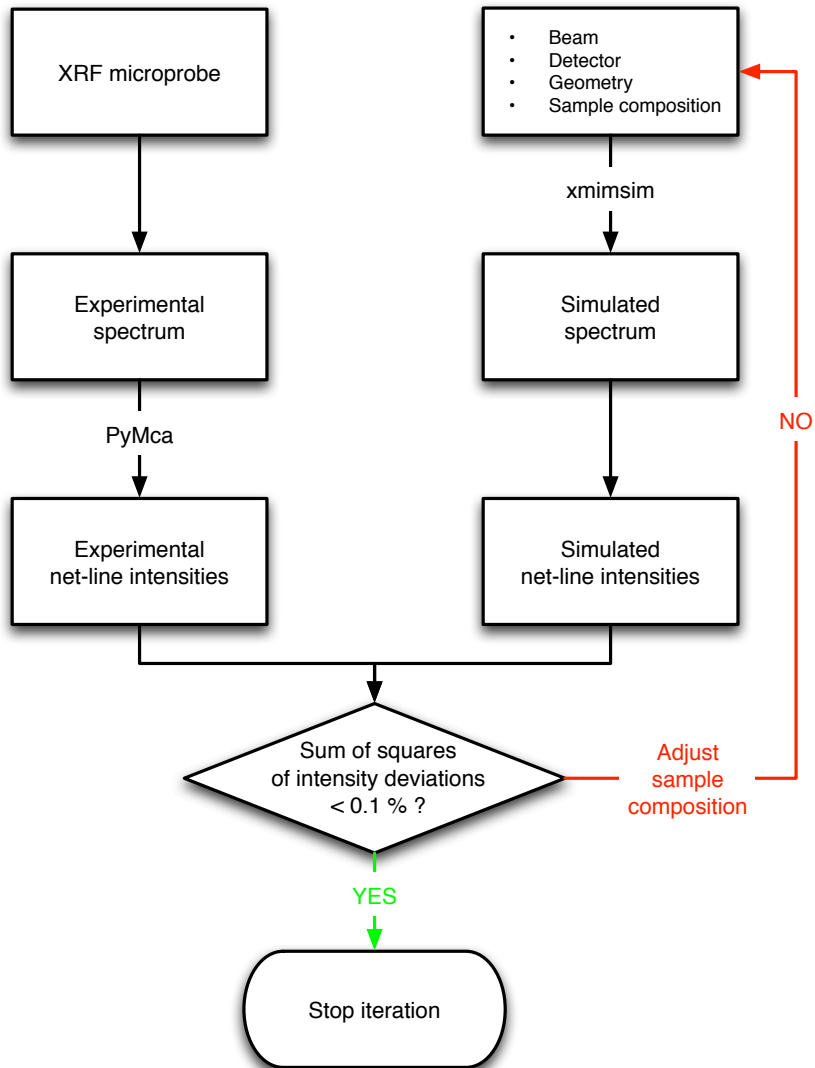 XRF microprobe
• Beam
• Detector
• Geometry
• Sample composition
xmimsim
Experimental
spectrum
Simulated
spectrum
PyMca
NO
Experimental
net-line intensities
Simulated
net-line intensities
Sum of squares
of intensity deviations
< 0.1 % ?
Adjust
sample
composition
YES
Stop iteration